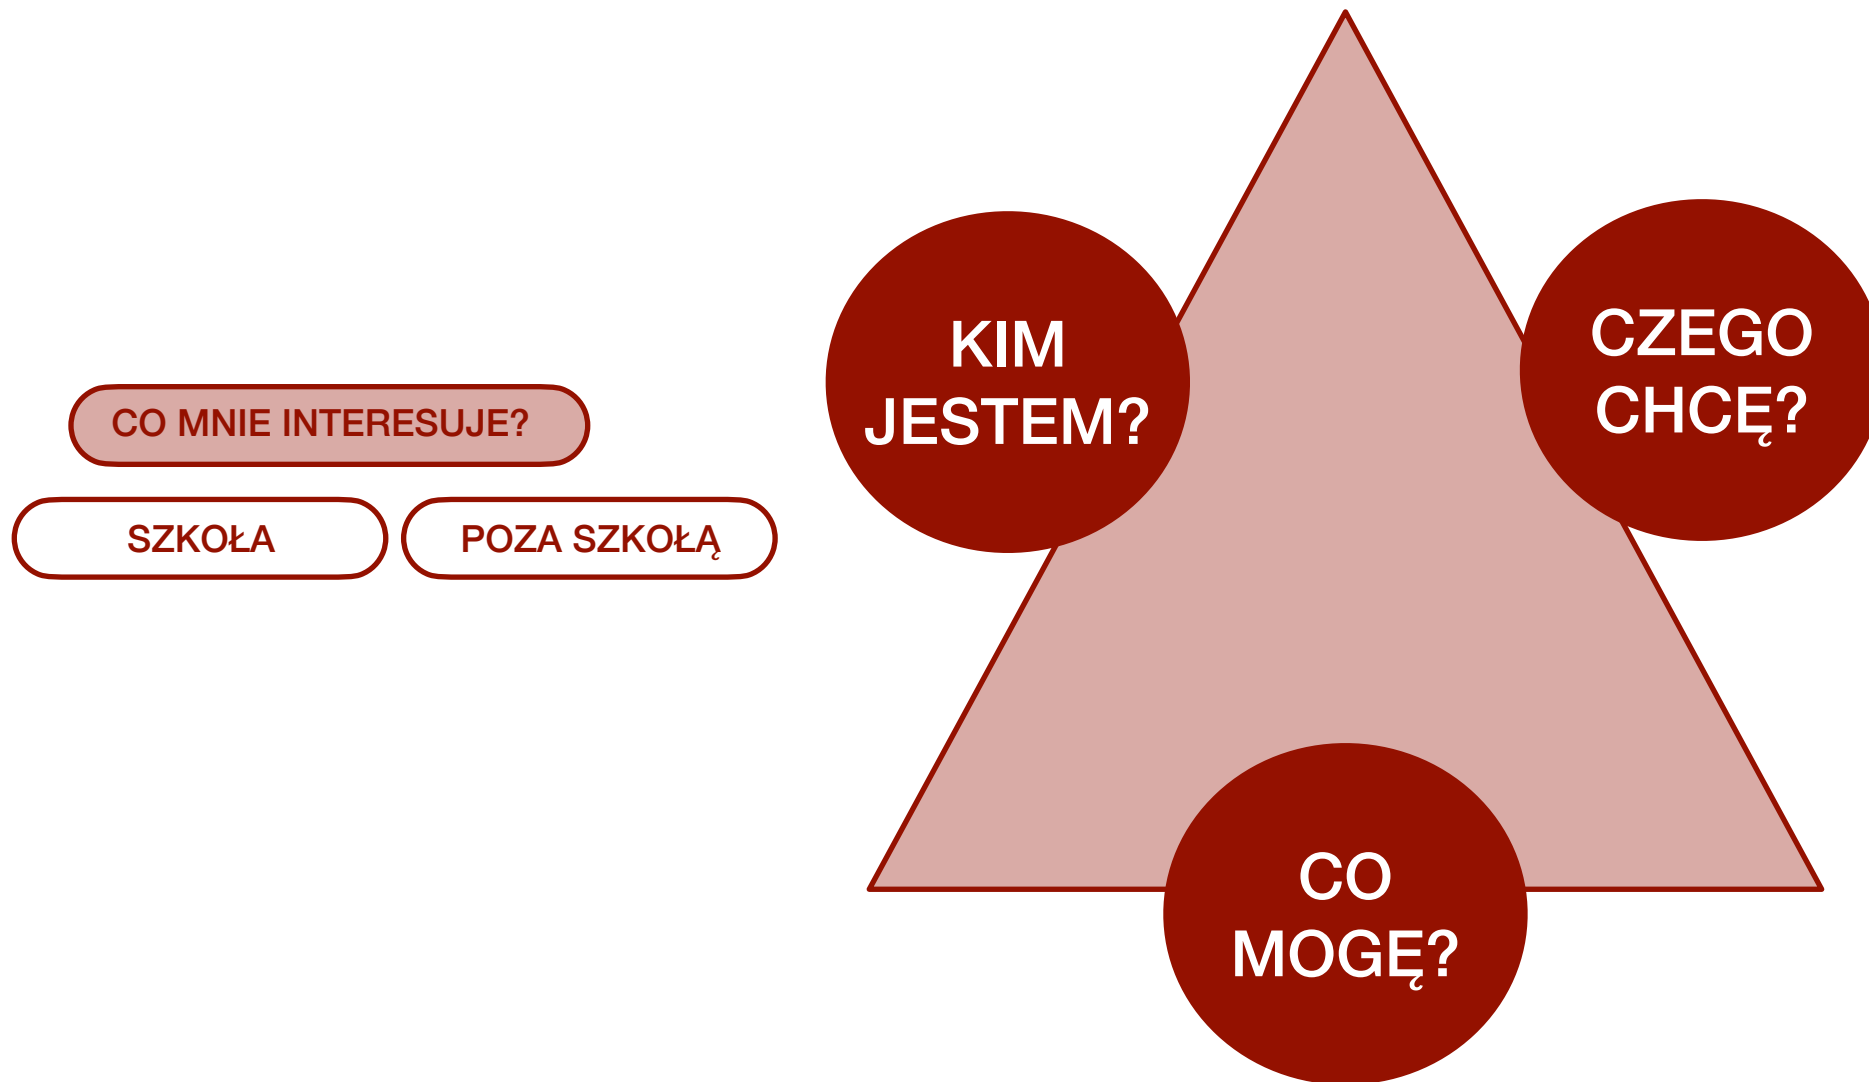 CO MNIE INTERESUJE?
SZKOŁA
POZA SZKOŁĄ
KIM
JESTEM?
CZEGO
CHCĘ?
CO
MOGĘ?